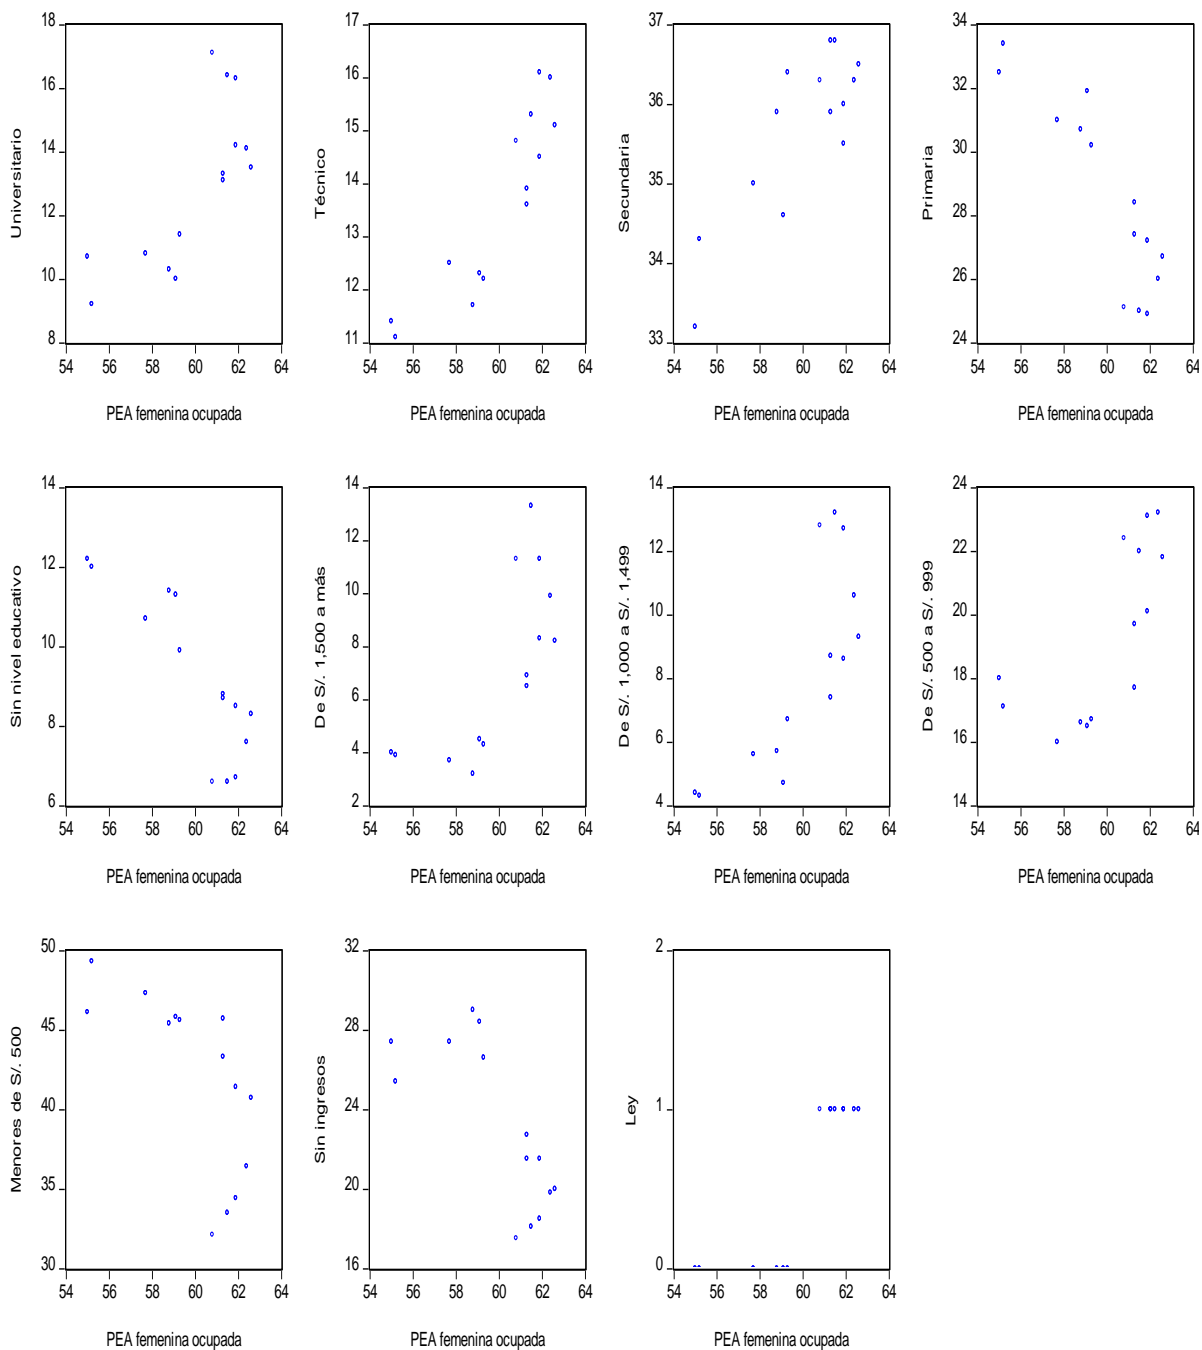 Universitario
18
16
14
12
10
8
54 56 58 60 62 64
PEA femenina ocupada
Técnico
17
16
15
14
13
12
11
54 56 58 60 62 64
PEA femenina ocupada
Secundaria
37
36
35
34
33
54 56 58 60 62 64
PEA femenina ocupada
Primaria
34
32
30
28
26
24
54 56 58 60 62 64
PEA femenina ocupada
Sin nivel educativo
14
12
10
8
6
54 56 58 60 62 64
PEA femenina ocupada
De S/. 1,500 a más
14
12
10
8
6
4
2
54 56 58 60 62 64
PEA femenina ocupada
De S/. 1,000 a S/. 1,499
14
12
10
8
6
4
54 56 58 60 62 64
PEA femenina ocupada
De S/. 500 a S/. 999
24
22
20
18
16
14
54 56 58 60 62 64
PEA femenina ocupada
Menores de S/. 500
50
45
40
35
30
54 56 58 60 62 64
PEA femenina ocupada
Sin ingresos
32
28
24
20
16
54 56 58 60 62 64
PEA femenina ocupada
Ley
2
1
0
54 56 58 60 62 64
PEA femenina ocupada